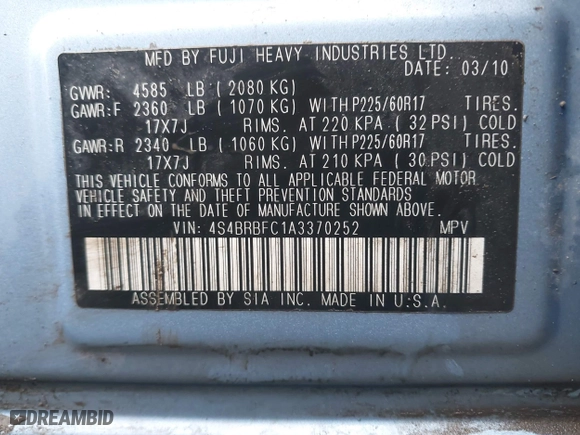 MFD BY FUJI HEAVY INDUSTRIES LTD.
DATE: 03/10
GVWR: 4585 LB ( 2080 KG)
GAWR:F 2360 LB ( 1070 KG) WITH P225/60R17 TIRES.
17X7J RIMS. AT 220 KPA ( 32 PSI) COLD
GAWR:R 2340 LB ( 1060 KG) WITH P225/60R17 TIRES.
17X7J RIMS. AT 210 KPA ( 30 PSI) COLD
THIS VEHICLE CONFORMS TO ALL APPLICABLE FEDERAL MOTOR
VEHICLE SAFETY AND THEFT PREVENTION STANDARDS
IN EFFECT ON THE DATE OF MANUFACTURE SHOWN ABOVE.
VIN: 4S4BRBFC1A3370252 MPV
ASSEMBLED BY SIA INC. MADE IN U.S.A.
DREAMBID